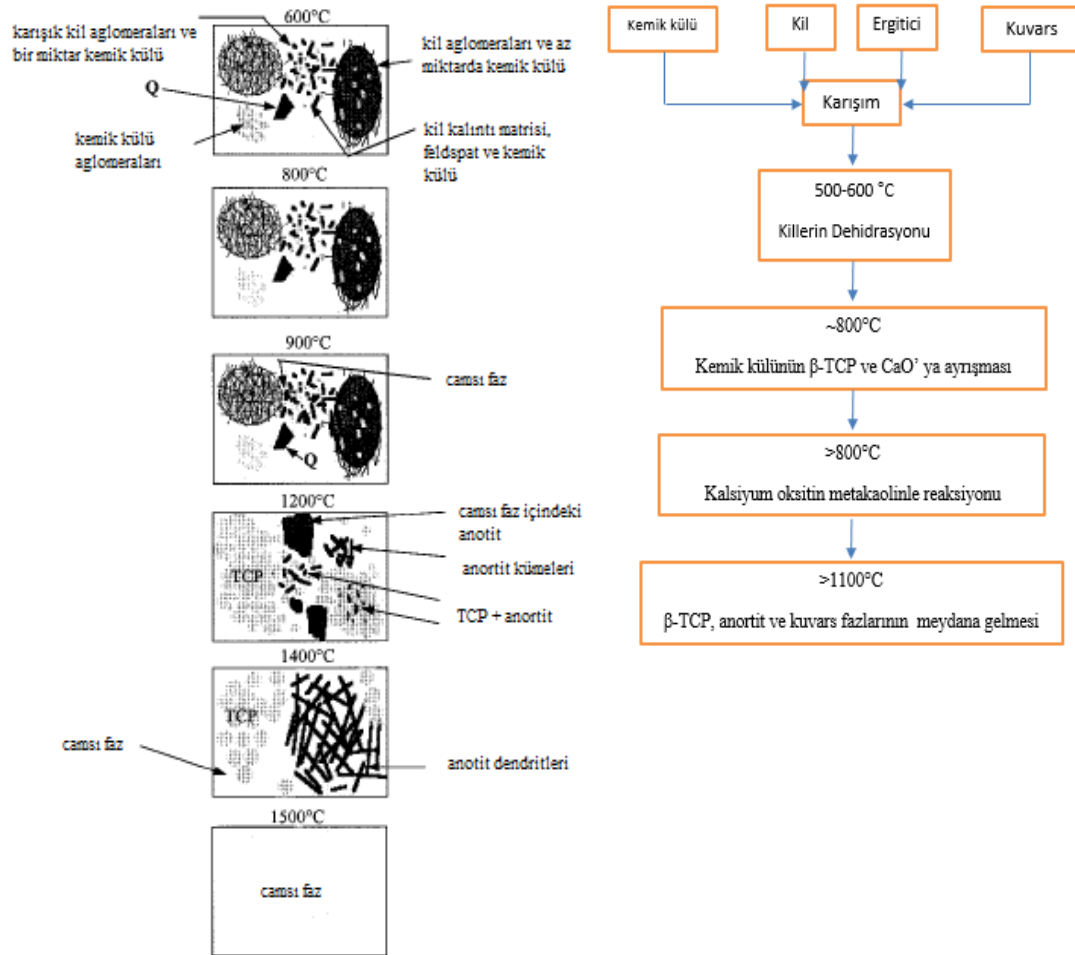 600°C
karışık kil aglomeraları ve
bir miktar kemik külü
Q
kemik külü
aglomeraları
kil aglomeraları ve az
miktarda kemik külü
kil kalıntı matrisi,
feldspat ve kemik
külü
800°C
900°C
camsı faz
Q
1200°C
TCP
camsı faz içindeki
anotit
anortit kümeleri
TCP + anortit
1400°C
TCP
camsı faz
anotit dendritleri
1500°C
camsı faz
Kemik külü
Kil
Ergitici
Kuvars
Karışım
500-600 °C
Killerin Dehidrasyonu
~800°C
Kemik külünün β-TCP ve CaO’ ya ayrışması
>800°C
Kalsiyum oksitin metakaolinle reaksiyonu
>1100°C
β-TCP, anortit ve kuvars fazlarının meydana gelmesi